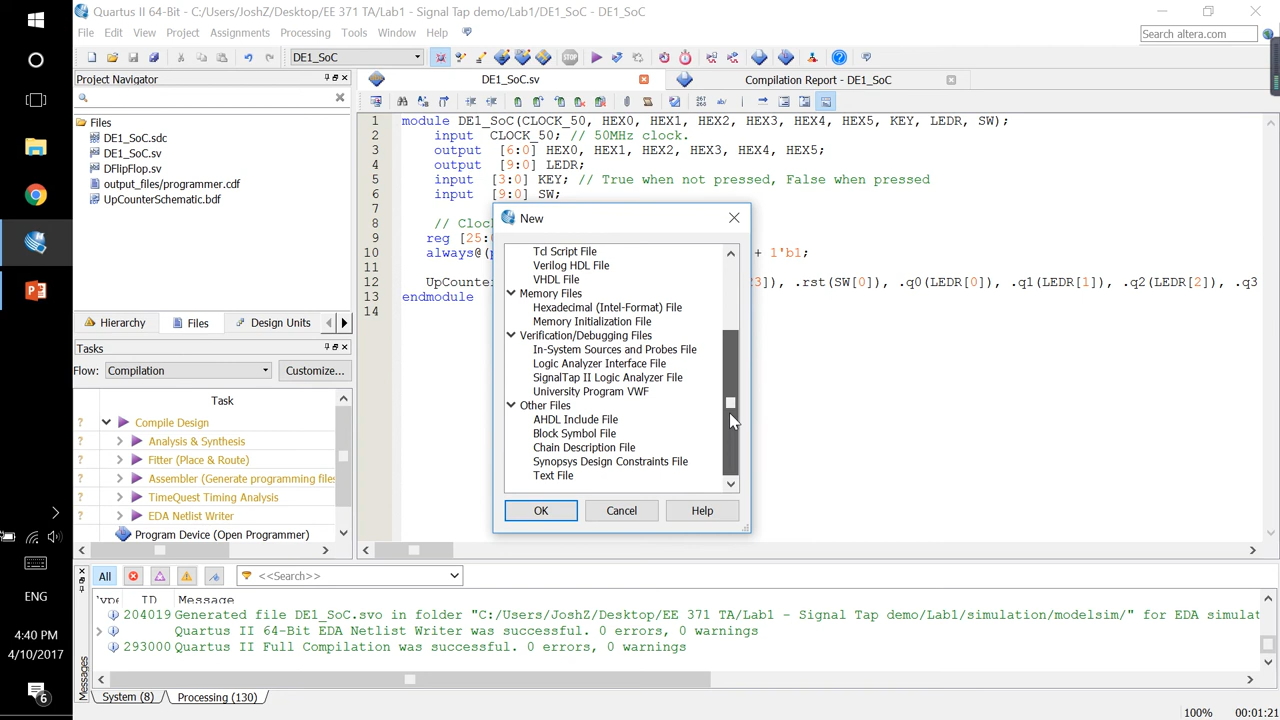 Quartus II 64-Bit - C:/Users/JoshZ/Desktop/EE 371 TA/Lab1 - Signal Tap demo/Lab1/DE1_SoC - DE1_SoC
File Edit View Project Assignments Processing Tools Window Help
Search altera.com
DE1_SoC
Project Navigator
DE1_SoC.sv
Compilation Report - DE1_SoC
Files
DE1_SoC.sdc
DE1_SoC.sv
DFlipFlop.sv
output_files/programmer.cdf
UpCounterSchematic.bdf
Hierarchy Files Design Units
Tasks
Flow: Compilation Customize...
Task
? Compile Design
? Analysis & Synthesis
? Fitter (Place & Route)
? Assembler (Generate programming files
? TimeQuest Timing Analysis
? EDA Netlist Writer
Program Device (Open Programmer)
1 module DE1_SoC(CLOCK_50, HEX0, HEX1, HEX2, HEX3, HEX4, HEX5, KEY, LEDR, SW);
2 input CLOCK_50; // 50MHz clock.
3 output [6:0] HEX0, HEX1, HEX2, HEX3, HEX4, HEX5;
4 output [9:0] LEDR;
5 input [3:0] KEY; // True when not pressed, False when pressed
6 input [9:0] SW;
7
8 // Cloc
9 reg [25:
10 always@(p + 1'b1;
11
12 UpCounte 23]), .rst(SW[0]), .q0(LEDR[0]), .q1(LEDR[1]), .q2(LEDR[2]), .q3
13 endmodule
14
New
Tcl Script File
Verilog HDL File
VHDL File
Memory Files
Hexadecimal (Intel-Format) File
Memory Initialization File
Verification/Debugging Files
In-System Sources and Probes File
Logic Analyzer Interface File
SignalTap II Logic Analyzer File
University Program VWF
Other Files
AHDL Include File
Block Symbol File
Chain Description File
Synopsys Design Constraints File
Text File
OK Cancel Help
All <<Search>>
ID Message
204019 Generated file DE1_SoC.svo in folder "C:/Users/JoshZ/Desktop/EE 371 TA/Lab1 - Signal Tap demo/Lab1/simulation/modelsim/" for EDA simulat
Quartus II 64-Bit EDA Netlist Writer was successful. 0 errors, 0 warnings
293000 Quartus II Full Compilation was successful. 0 errors, 0 warnings
Messages
System (8) Processing (130)
100% 00:01:21
ENG
4:40 PM
4/10/2017
6